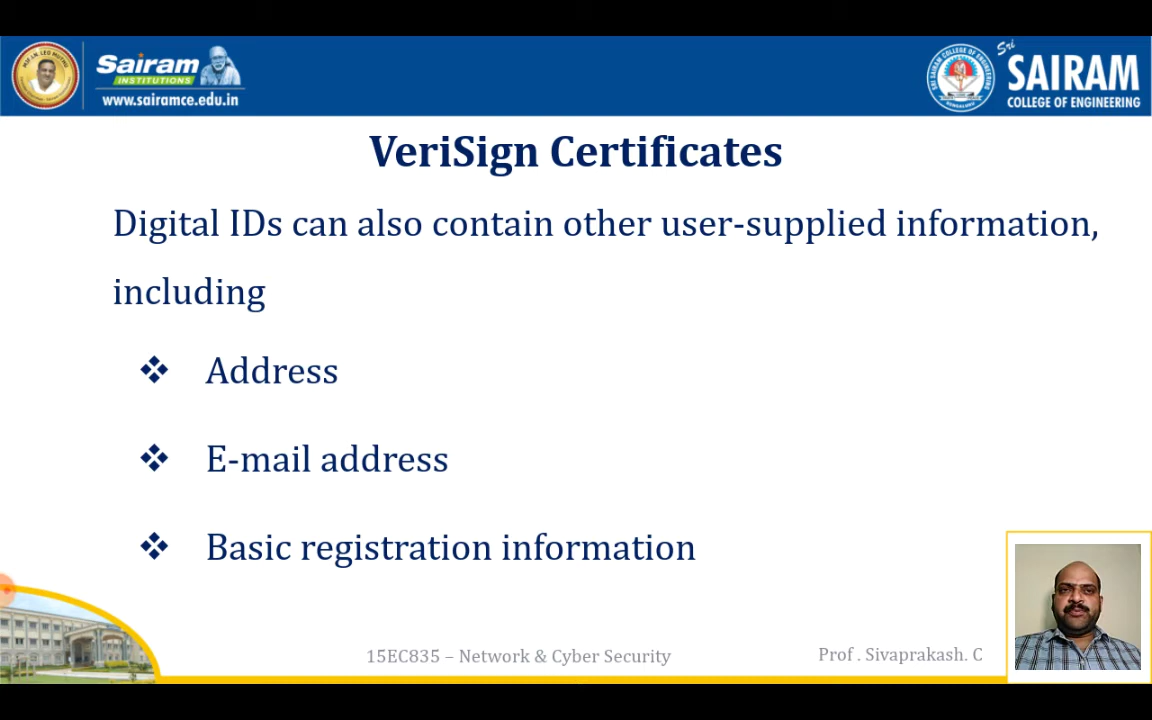 Sairam
INSTITUTIONS
www.sairamce.edu.in
Sri
SAIRAM
COLLEGE OF ENGINEERING
VeriSign Certificates
Digital IDs can also contain other user-supplied information,
including
❖ Address
❖ E-mail address
❖ Basic registration information
15EC835 – Network & Cyber Security
Prof . Sivaprakash. C